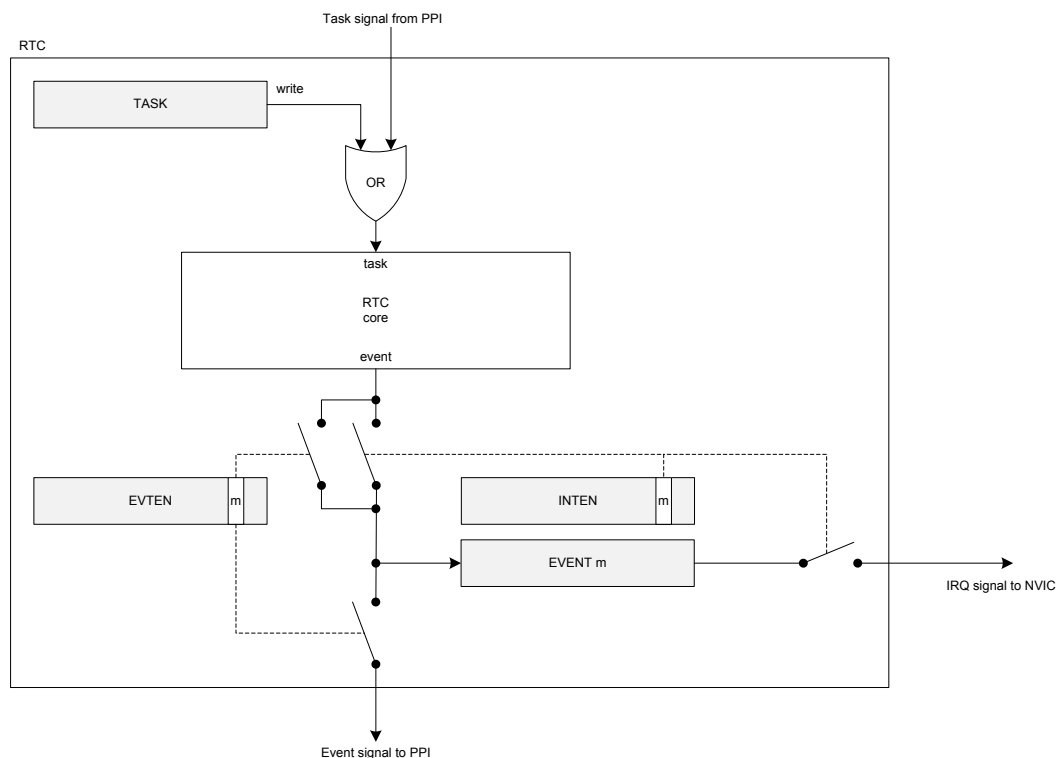 Task signal from PPI
RTC
write
TASK
OR
task
RTC
core
event
EVTEN
m
INTEN
m
EVENT m
IRQ signal to NVIC
Event signal to PPI